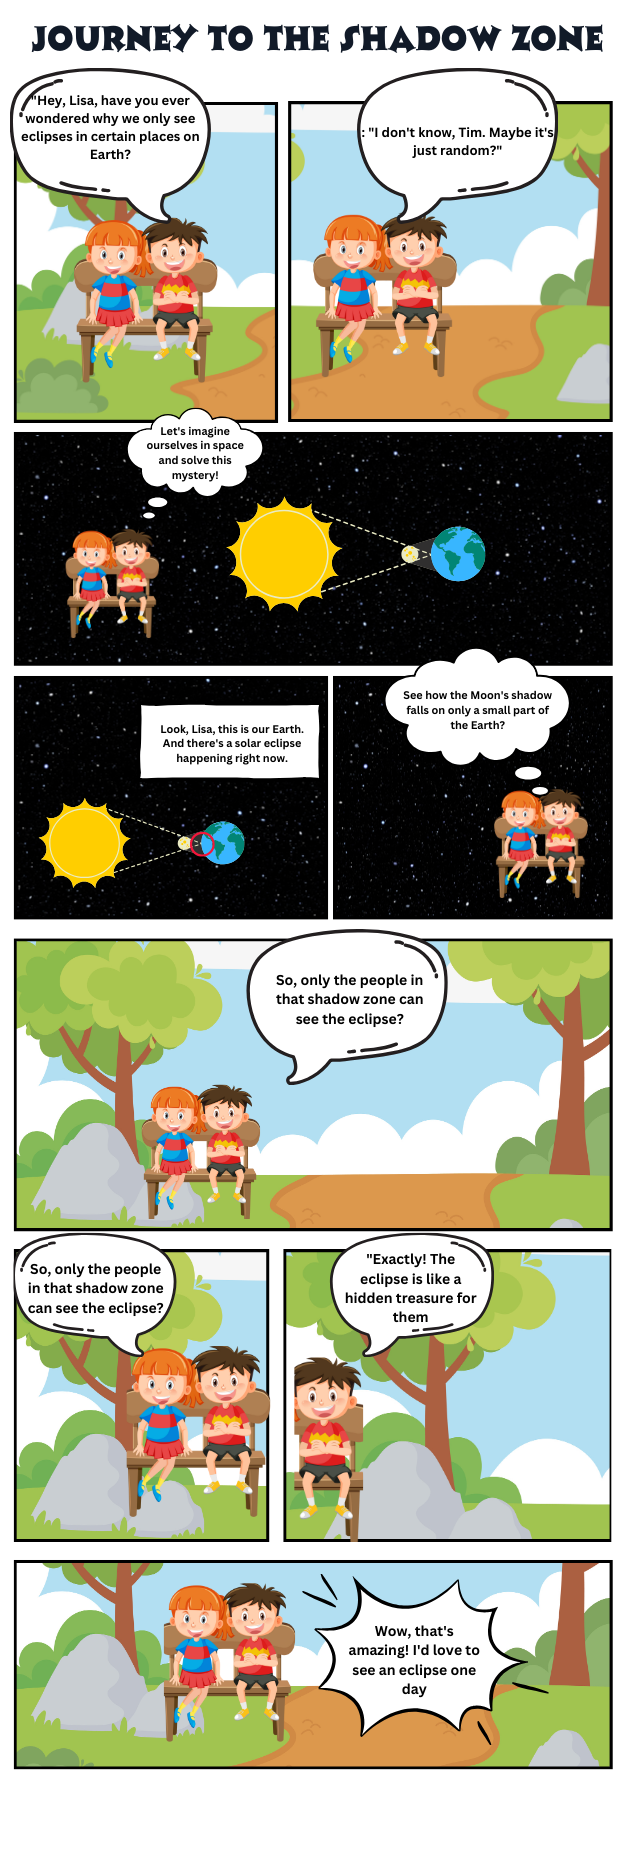 JOURNEY TO THE SHADOW ZONE
"Hey, Lisa, have you ever
wondered why we only see
eclipses in certain places on
Earth?
: "I don't know, Tim. Maybe it's
just random?"
Let's imagine
ourselves in space
and solve this
mystery!
Look, Lisa, this is our Earth.
And there's a solar eclipse
happening right now.
See how the Moon's shadow
falls on only a small part of
the Earth?
So, only the people in
that shadow zone can
see the eclipse?
So, only the people
in that shadow zone
can see the eclipse?
"Exactly! The
eclipse is like a
hidden treasure for
them
Wow, that's
amazing! I'd love to
see an eclipse one
day